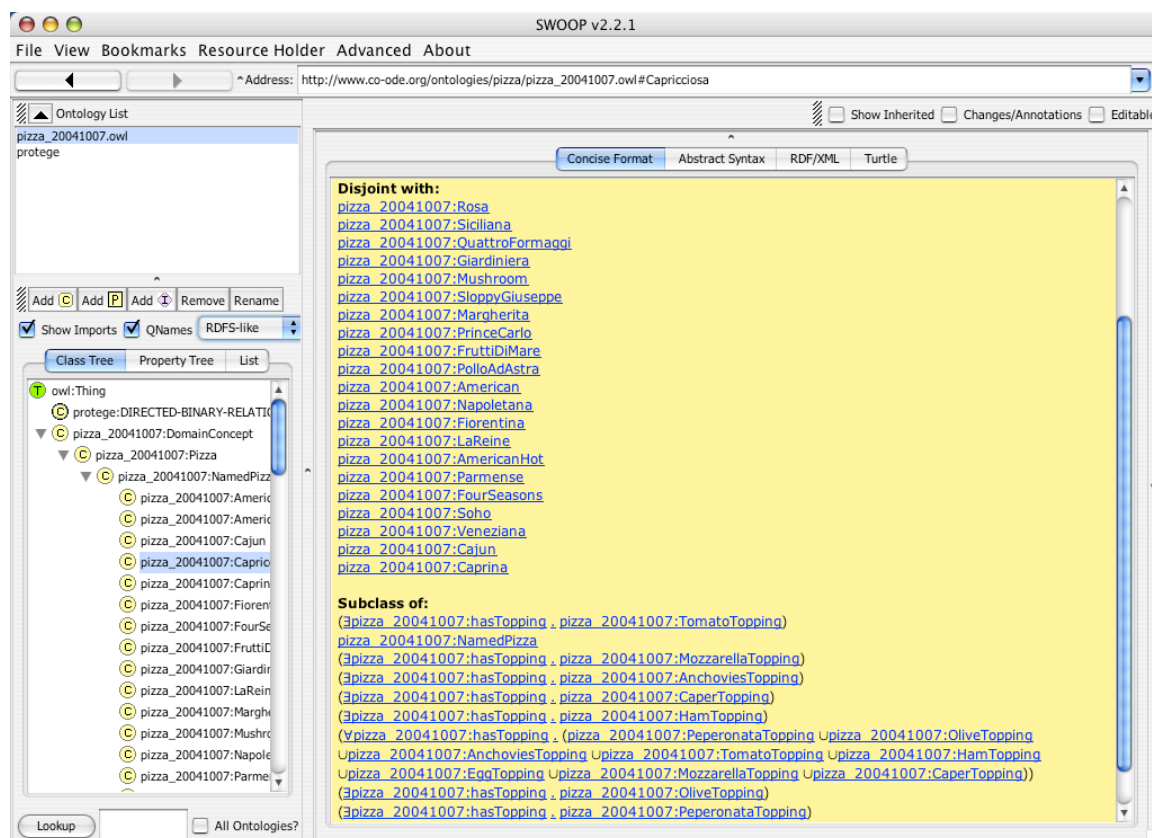 SWOOP v2.2.1
File View Bookmarks Resource Holder Advanced About
Address: http://www.co-ode.org/ontologies/pizza/pizza_20041007.owl#Capricciosa
Ontology List
Show Inherited Changes/Annotations Editable
pizza_20041007.owl
protege
Add C Add P Add I Remove Rename
Show Imports QNames RDFS-like
Class Tree Property Tree List
T owl:Thing
C protege:DIRECTED-BINARY-RELATIO
C pizza_20041007:DomainConcept
C pizza_20041007:Pizza
C pizza_20041007:NamedPizz
C pizza_20041007:Americ
C pizza_20041007:Americ
C pizza_20041007:Cajun
C pizza_20041007:Capric
C pizza_20041007:Caprin
C pizza_20041007:Fioren
C pizza_20041007:FourSe
C pizza_20041007:FruttiD
C pizza_20041007:Giardin
C pizza_20041007:LaRein
C pizza_20041007:Margh
C pizza_20041007:Mushr
C pizza_20041007:Napole
C pizza_20041007:Parme
Lookup All Ontologies?
Concise Format Abstract Syntax RDF/XML Turtle
Disjoint with:
pizza_20041007:Rosa
pizza_20041007:Siciliana
pizza_20041007:QuattroFormaggi
pizza_20041007:Giardiniera
pizza_20041007:Mushroom
pizza_20041007:SloppyGiuseppe
pizza_20041007:Margherita
pizza_20041007:PrinceCarlo
pizza_20041007:FruttiDiMare
pizza_20041007:PolloAdAstra
pizza_20041007:American
pizza_20041007:Napoletana
pizza_20041007:Fiorentina
pizza_20041007:LaReine
pizza_20041007:AmericanHot
pizza_20041007:Parmense
pizza_20041007:FourSeasons
pizza_20041007:Soho
pizza_20041007:Veneziana
pizza_20041007:Cajun
pizza_20041007:Caprina
Subclass of:
(∃pizza_20041007:hasTopping . pizza_20041007:TomatoTopping)
pizza_20041007:NamedPizza
(∃pizza_20041007:hasTopping . pizza_20041007:MozzarellaTopping)
(∃pizza_20041007:hasTopping . pizza_20041007:AnchoviesTopping)
(∃pizza_20041007:hasTopping . pizza_20041007:CaperTopping)
(∃pizza_20041007:hasTopping . pizza_20041007:HamTopping)
(∀pizza_20041007:hasTopping . (pizza_20041007:PeperonataTopping ∪pizza_20041007:OliveTopping
∪pizza_20041007:AnchoviesTopping ∪pizza_20041007:TomatoTopping ∪pizza_20041007:HamTopping
∪pizza_20041007:EggTopping ∪pizza_20041007:MozzarellaTopping ∪pizza_20041007:CaperTopping))
(∃pizza_20041007:hasTopping . pizza_20041007:OliveTopping)
(∃pizza_20041007:hasTopping . pizza_20041007:PeperonataTopping)